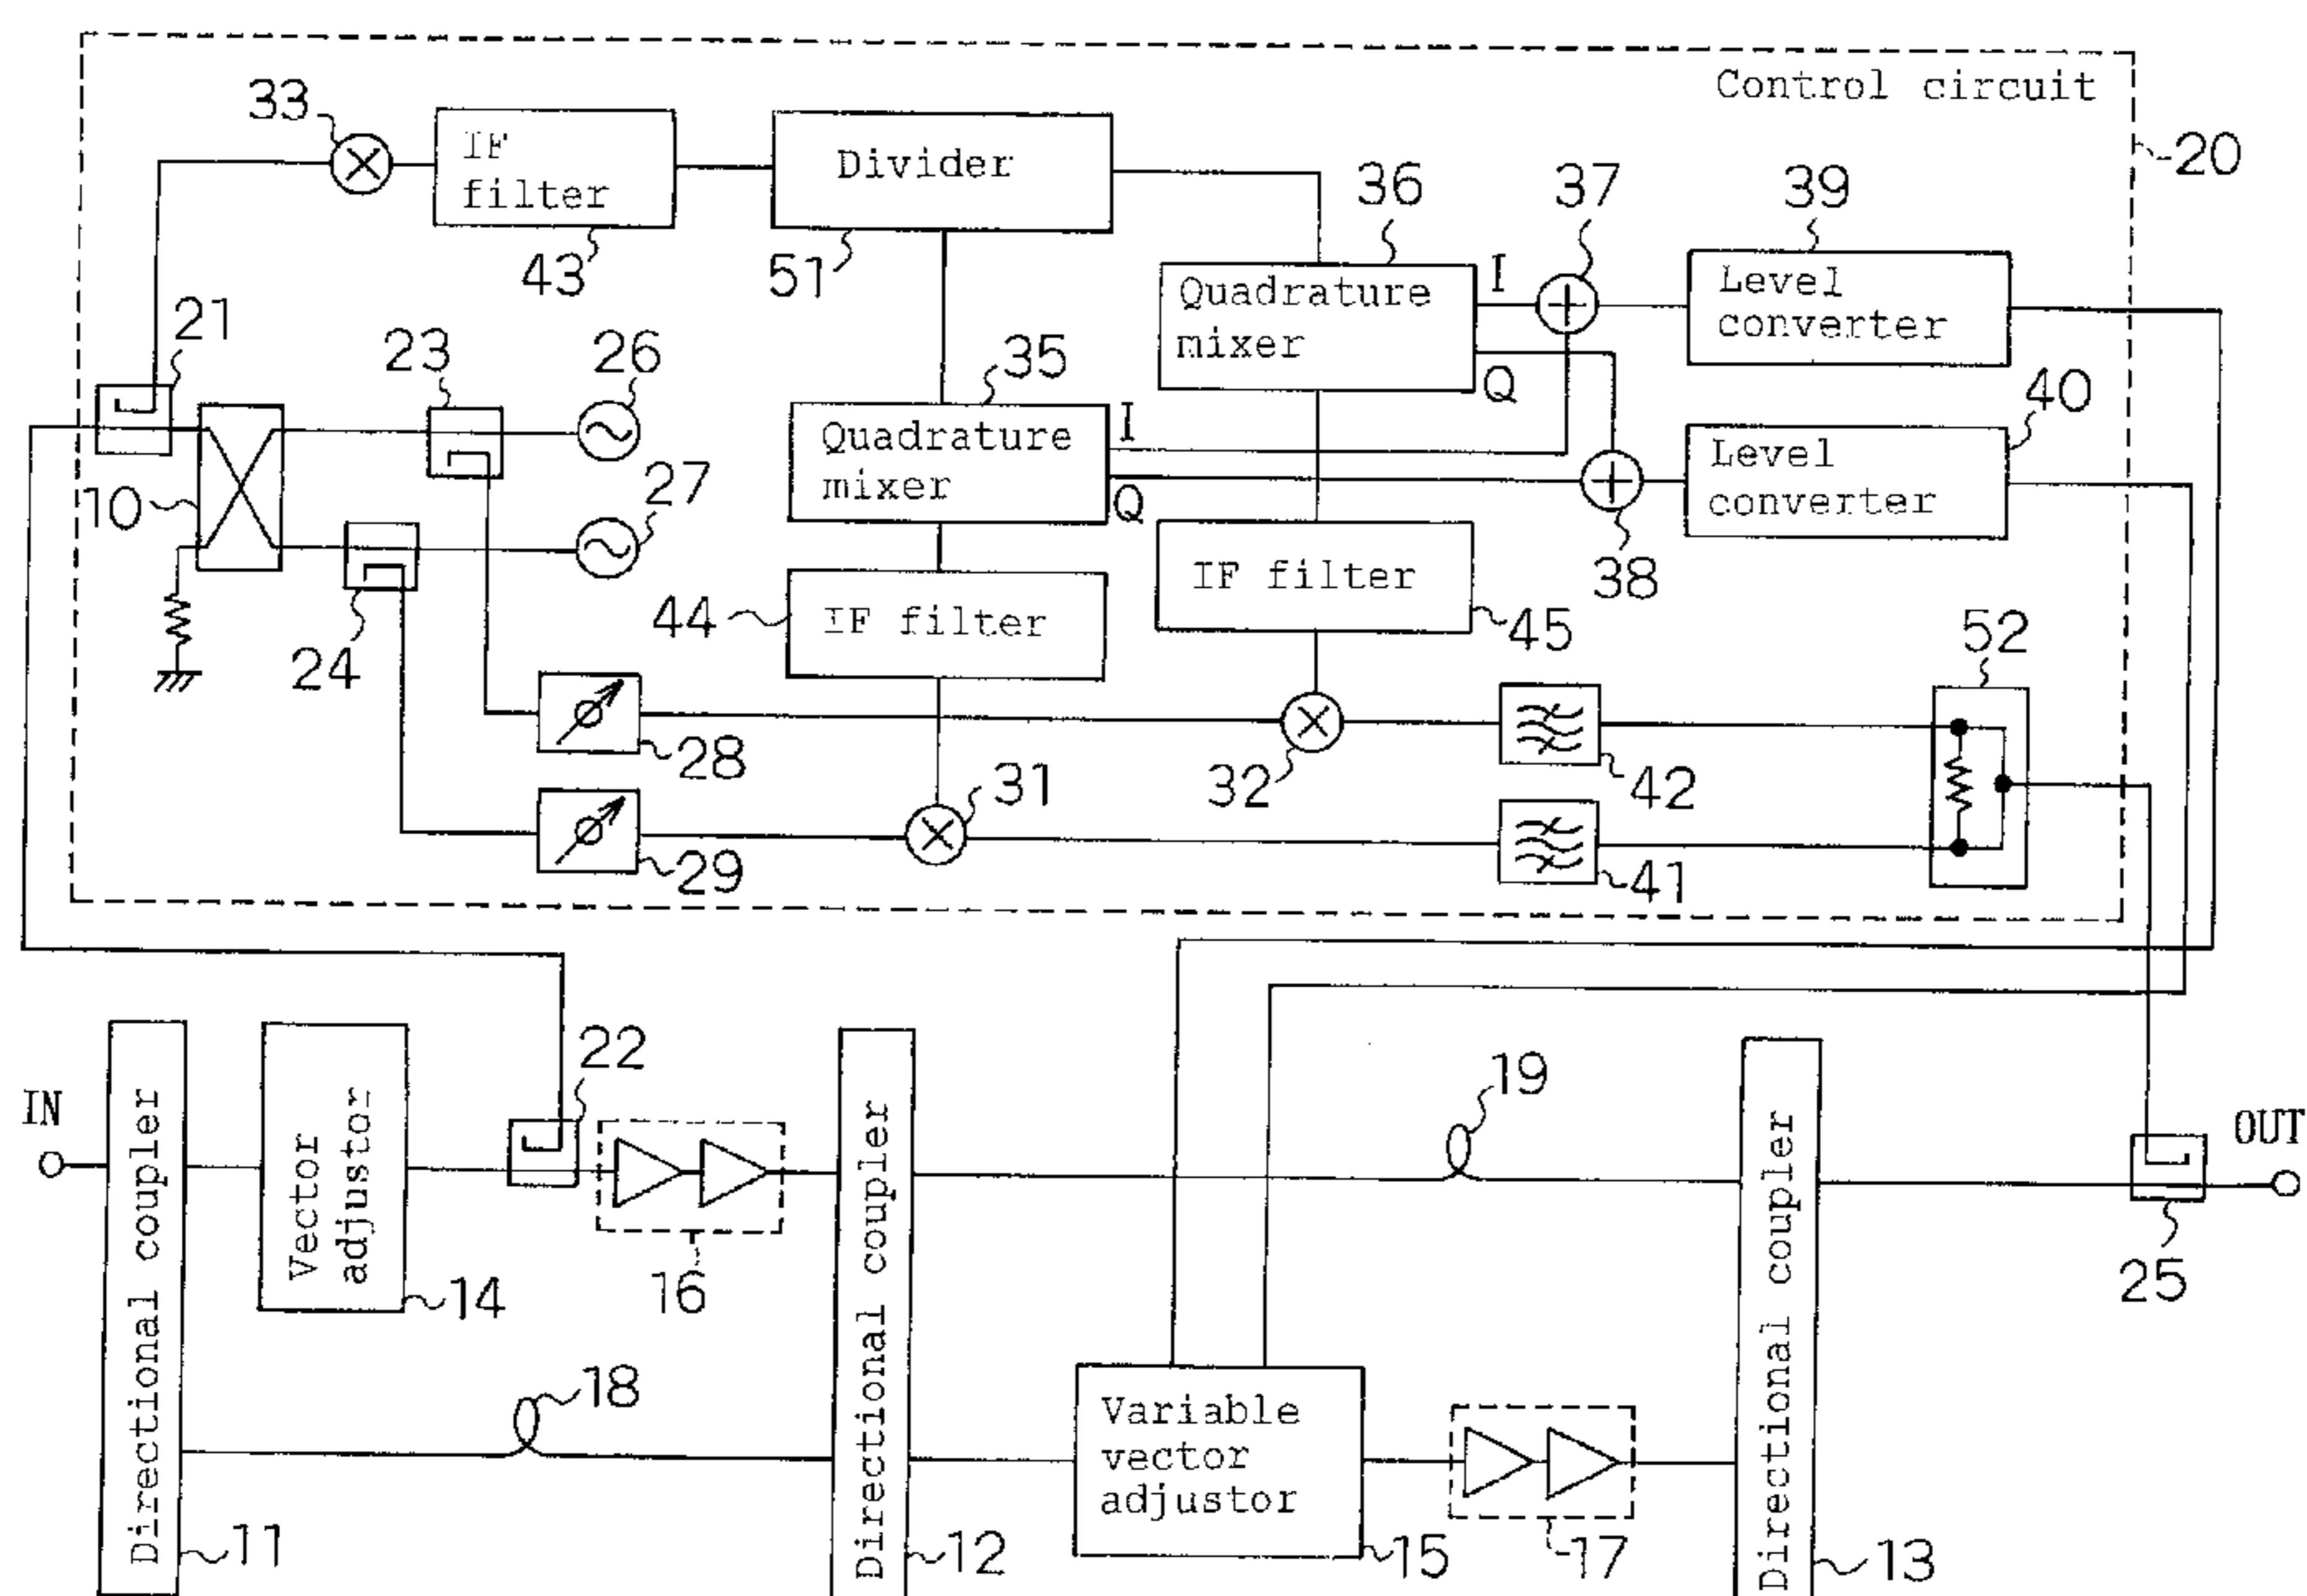 Control circuit
20
33
IF
filter
43
Divider
51
36
37
39
Quadrature
mixer
I
Q
Level
converter
21
23
26
35
40
10
27
Quadrature
mixer
I
Q
38
Level
converter
24
44
IF filter
IF filter
45
52
28
32
42
29
31
41
IN
Directional coupler
11
Vector
adjustor
14
22
16
18
Directional coupler
12
19
Variable
vector
adjustor
15
17
Directional coupler
13
OUT
25